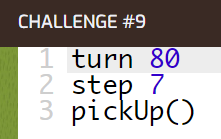 CHALLENGE #9
1 turn 80
2 step 7
3 pickUp()